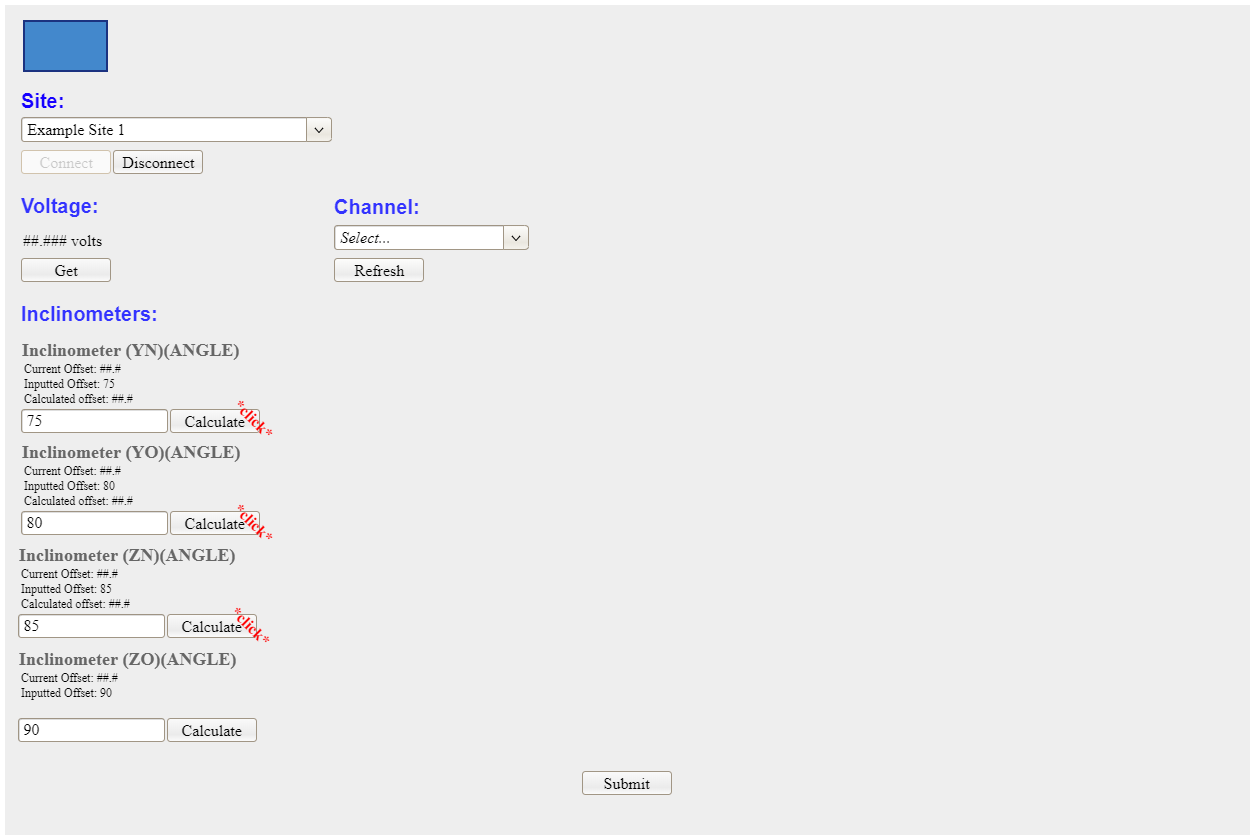 Site:
Example Site 1
Connect Disconnect
Voltage: Channel:
##.### volts Select...
Get Refresh
Inclinometers:
Inclinometer (YN)(ANGLE)
Current Offset: ##.#
Inputted Offset: 75
Calculated offset: ##.#
75 Calculate *click*
Inclinometer (YO)(ANGLE)
Current Offset: ##.#
Inputted Offset: 80
Calculated offset: ##.#
80 Calculate *click*
Inclinometer (ZN)(ANGLE)
Current Offset: ##.#
Inputted Offset: 85
Calculated offset: ##.#
85 Calculate *click*
Inclinometer (ZO)(ANGLE)
Current Offset: ##.#
Inputted Offset: 90
90 Calculate
Submit